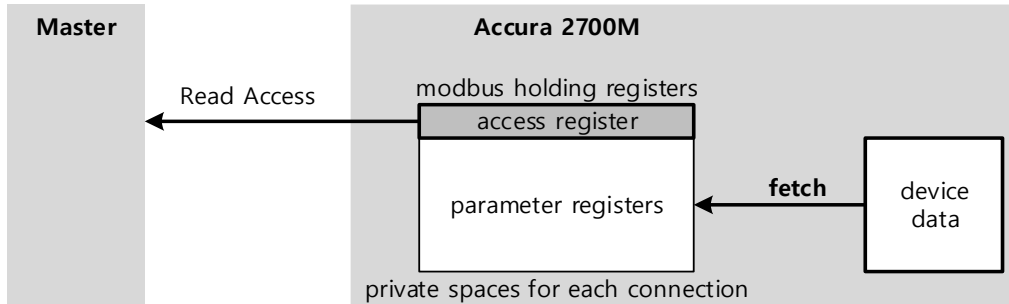 Master
Accura 2700M
Read Access
modbus holding registers
access register
parameter registers
fetch
device
data
private spaces for each connection